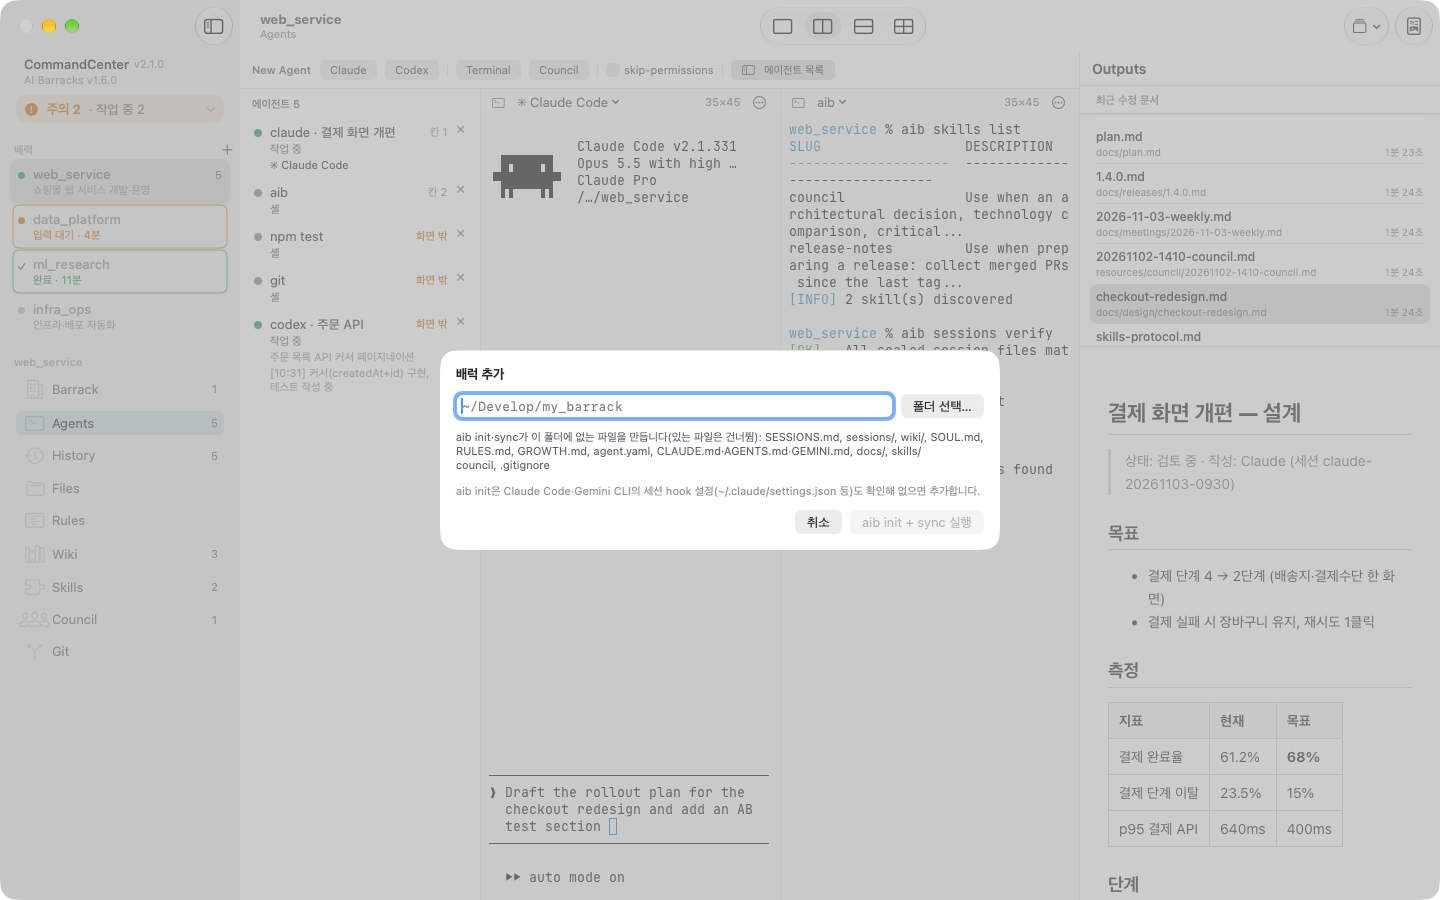 web_service
Agents
CommandCenter v2.1.0
AI Barracks v1.6.0
주의 2 · 작업 중 2
배럭
web_service 5
쇼핑몰 웹 서비스 개발·운영
data_platform
입력 대기 · 4분
ml_research
완료 · 11분
infra_ops
인프라·배포 자동화
web_service
Barrack 1
Agents 5
History 5
Files
Rules
Wiki 3
Skills 2
Council 1
Git
New Agent Claude Codex Terminal Council skip-permissions 에이전트 목록
에이전트 5
claude · 결제 화면 개편 칸 1
작업 중
✳ Claude Code
aib 칸 2
셸
npm test 화면 밖
셸
git 화면 밖
셸
codex · 주문 API 화면 밖
작업 중
주문 목록 API 커서 페이지네이션
[10:31] 커서(createdAt+id) 구현,
테스트 작성 중
✳ Claude Code 35×45
Claude Code v2.1.331
Opus 5.5 with high …
Claude Pro
/…/web_service
❯ Draft the rollout plan for the
checkout redesign and add an AB
test section
▸▸ auto mode on
aib 35×45
web_service % aib skills list
SLUG DESCRIPTION
-------------------- -------------
------------------
council Use when an a
rchitectural decision, technology c
omparison, critical...
release-notes Use when prep
aring a release: collect merged PRs
since the last tag...
[INFO] 2 skill(s) discovered
web_service % aib sessions verify
[OK] All sealed session files mat
t
s found
배럭 추가
~/Develop/my_barrack
폴더 선택...
aib init·sync가 이 폴더에 없는 파일을 만듭니다(있는 파일은 건너뜀): SESSIONS.md, sessions/, wiki/, SOUL.md,
RULES.md, GROWTH.md, agent.yaml, CLAUDE.md·AGENTS.md·GEMINI.md, docs/, skills/
council, .gitignore
aib init은 Claude Code·Gemini CLI의 세션 hook 설정(~/.claude/settings.json 등)도 확인해 없으면 추가합니다.
취소
aib init + sync 실행
Outputs
최근 수정 문서
plan.md
docs/plan.md 1분 23초
1.4.0.md
docs/releases/1.4.0.md 1분 24초
2026-11-03-weekly.md
docs/meetings/2026-11-03-weekly.md 1분 24초
20261102-1410-council.md
resources/council/20261102-1410-council.md 1분 24초
checkout-redesign.md
docs/design/checkout-redesign.md 1분 24초
skills-protocol.md
결제 화면 개편 — 설계
상태: 검토 중 · 작성: Claude (세션 claude-
20261103-0930)
목표
• 결제 단계 4 → 2단계 (배송지·결제수단 한 화
면)
• 결제 실패 시 장바구니 유지, 재시도 1클릭
측정
지표 현재 목표
결제 완료율 61.2% 68%
결제 단계 이탈 23.5% 15%
p95 결제 API 640ms 400ms
단계